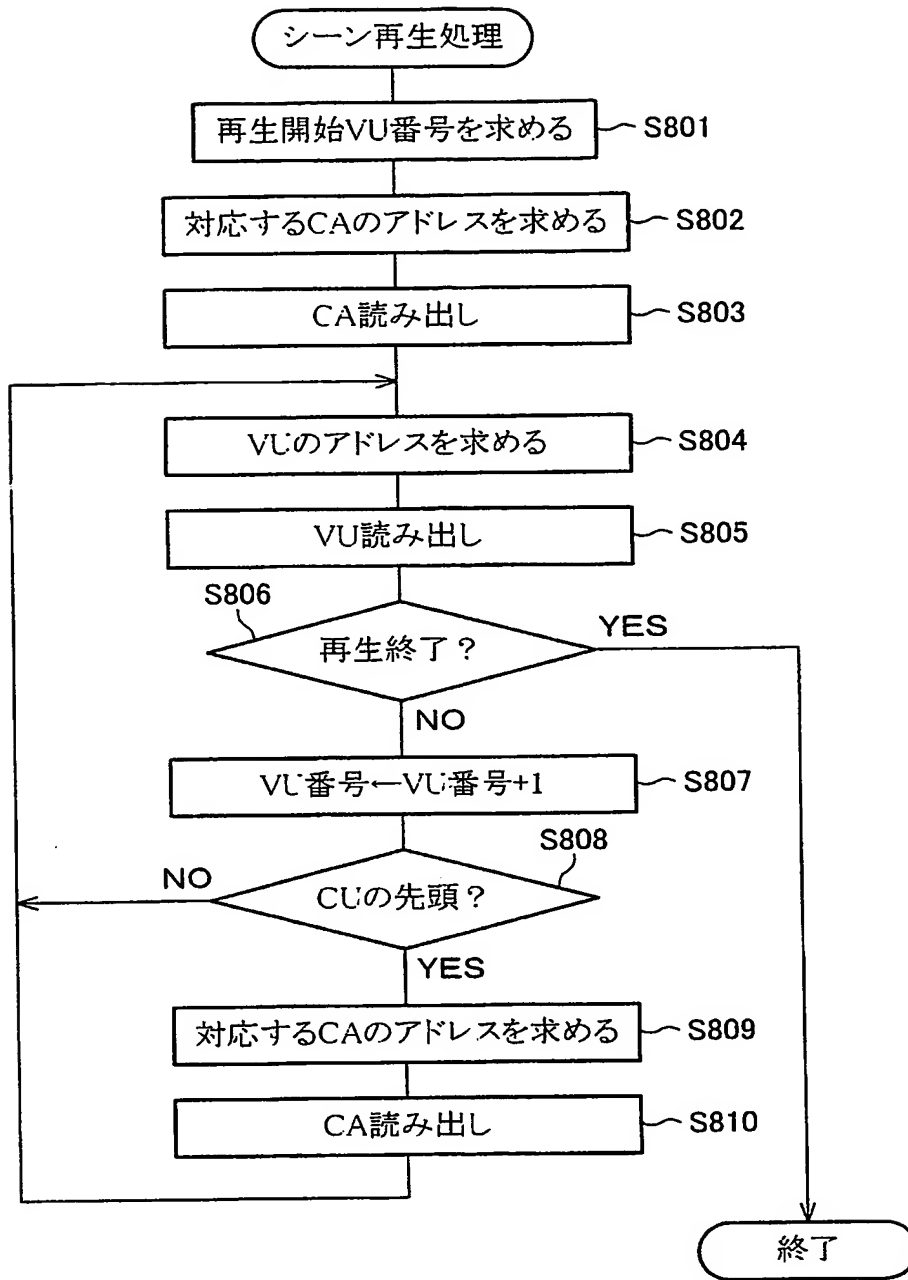 シーン再生処理
再生開始VU番号を求める
S801
対応するCAのアドレスを求める
S802
CA読み出し
S803
VUのアドレスを求める
S804
VU読み出し
S805
S806
再生終了?
YES
NO
VU番号←VU番号+1
S807
S808
NO
CUの先頭?
YES
対応するCAのアドレスを求める
S809
CA読み出し
S810
終了